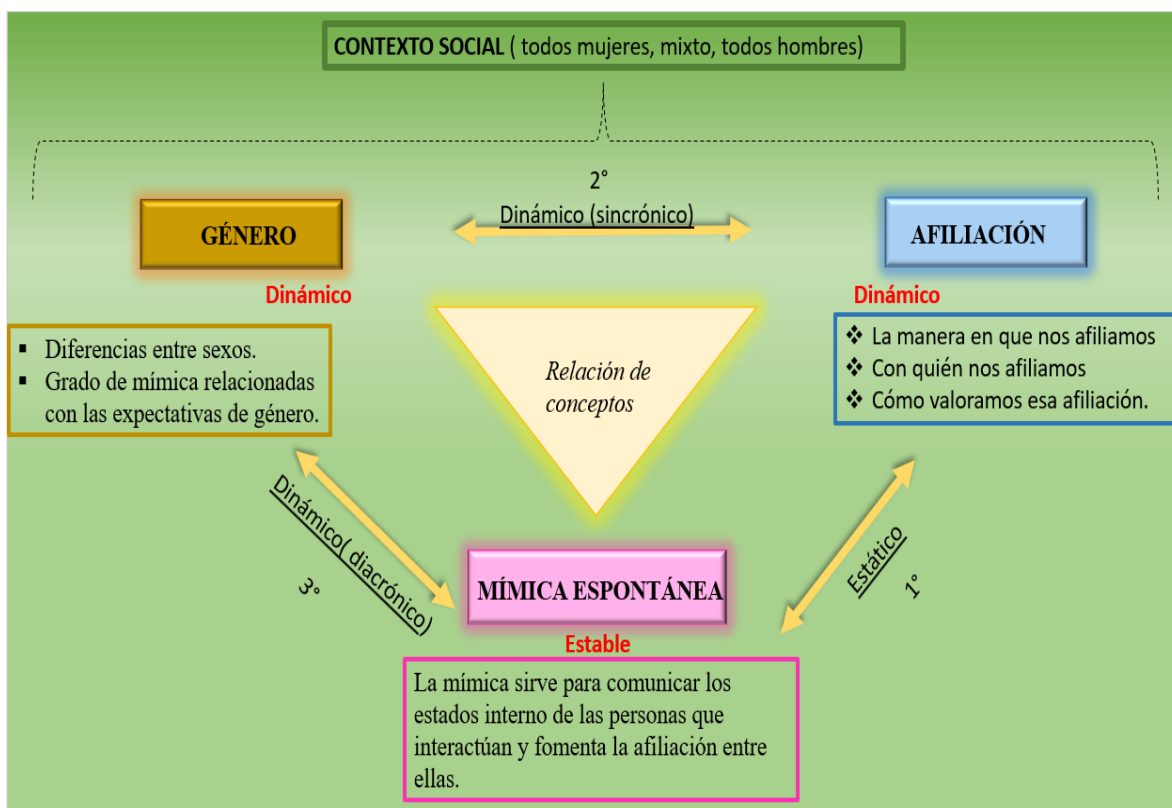 CONTEXTO SOCIAL ( todos mujeres, mixto, todos hombres)
2°
Dinámico (sincrónico)
GÉNERO
AFILIACIÓN
Dinámico
Dinámico
▪ Diferencias entre sexos.
▪ Grado de mímica relacionadas
con las expectativas de género.
❖ La manera en que nos afiliamos
❖ Con quién nos afiliamos
❖ Cómo valoramos esa afiliación.
Relación de
conceptos
Dinámico( diacrónico)
3°
Estático
1°
MÍMICA ESPONTÁNEA
Estable
La mímica sirve para comunicar los
estados interno de las personas que
interactúan y fomenta la afiliación entre
ellas.